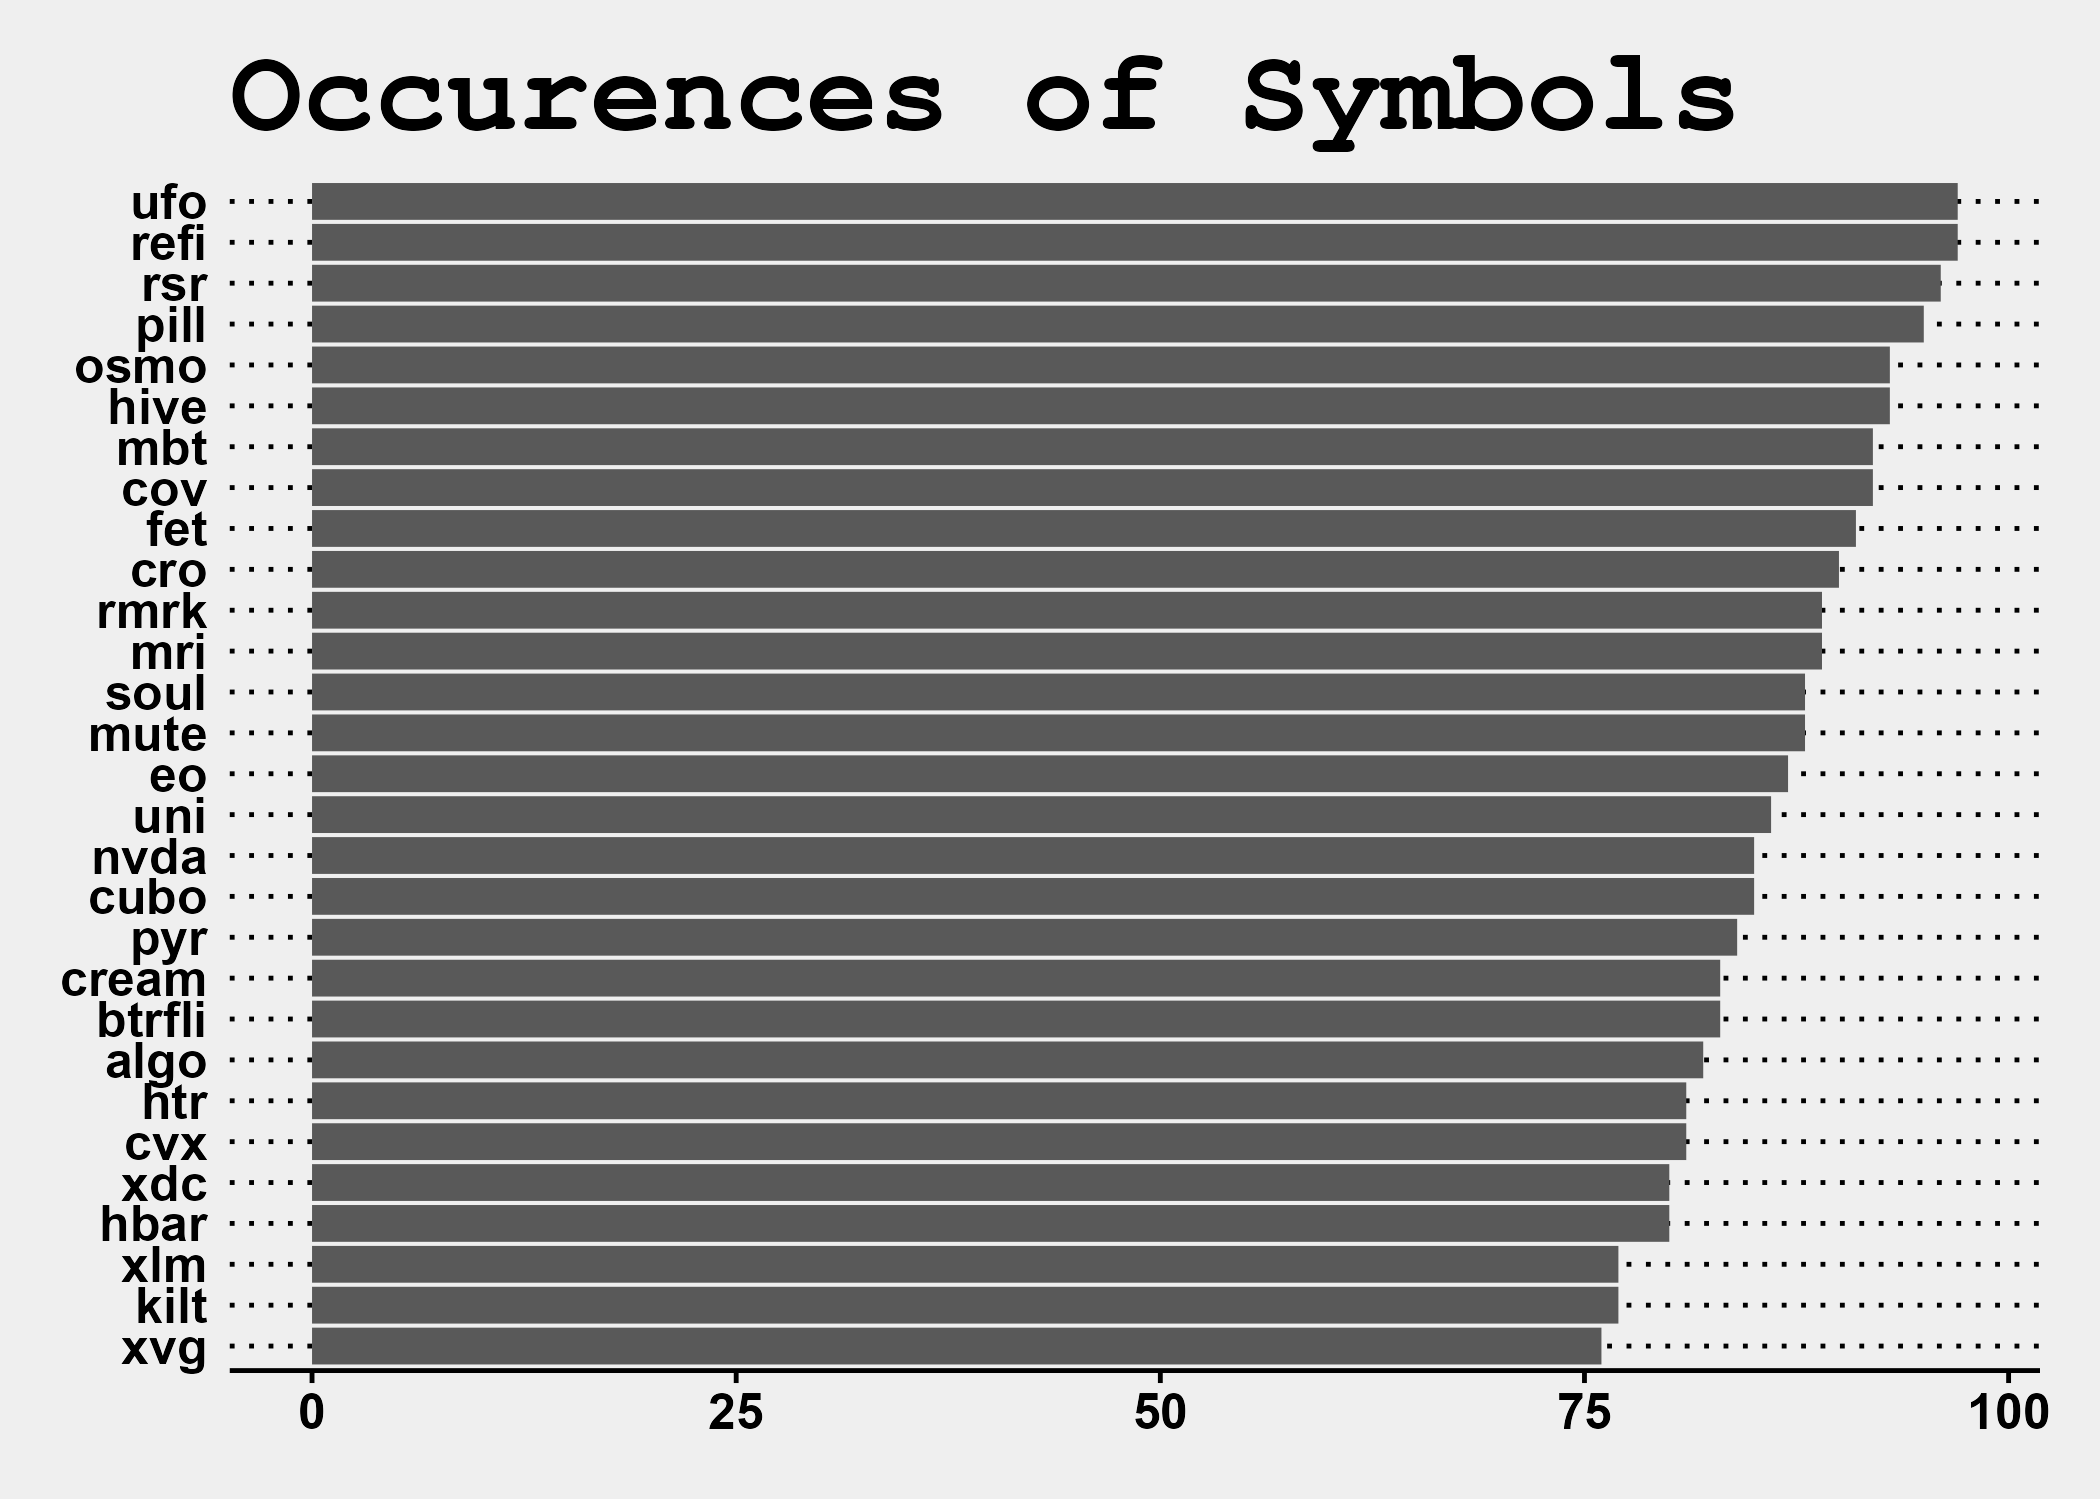 Occurences of Symbols
ufo
refi
rsr
pill
osmo
hive
mbt
cov
fet
cro
rmrk
mri
soul
mute
eo
uni
nvda
cubo
pyr
cream
btrfli
algo
htr
cvx
xdc
hbar
xlm
kilt
xvg
0 25 50 75 100